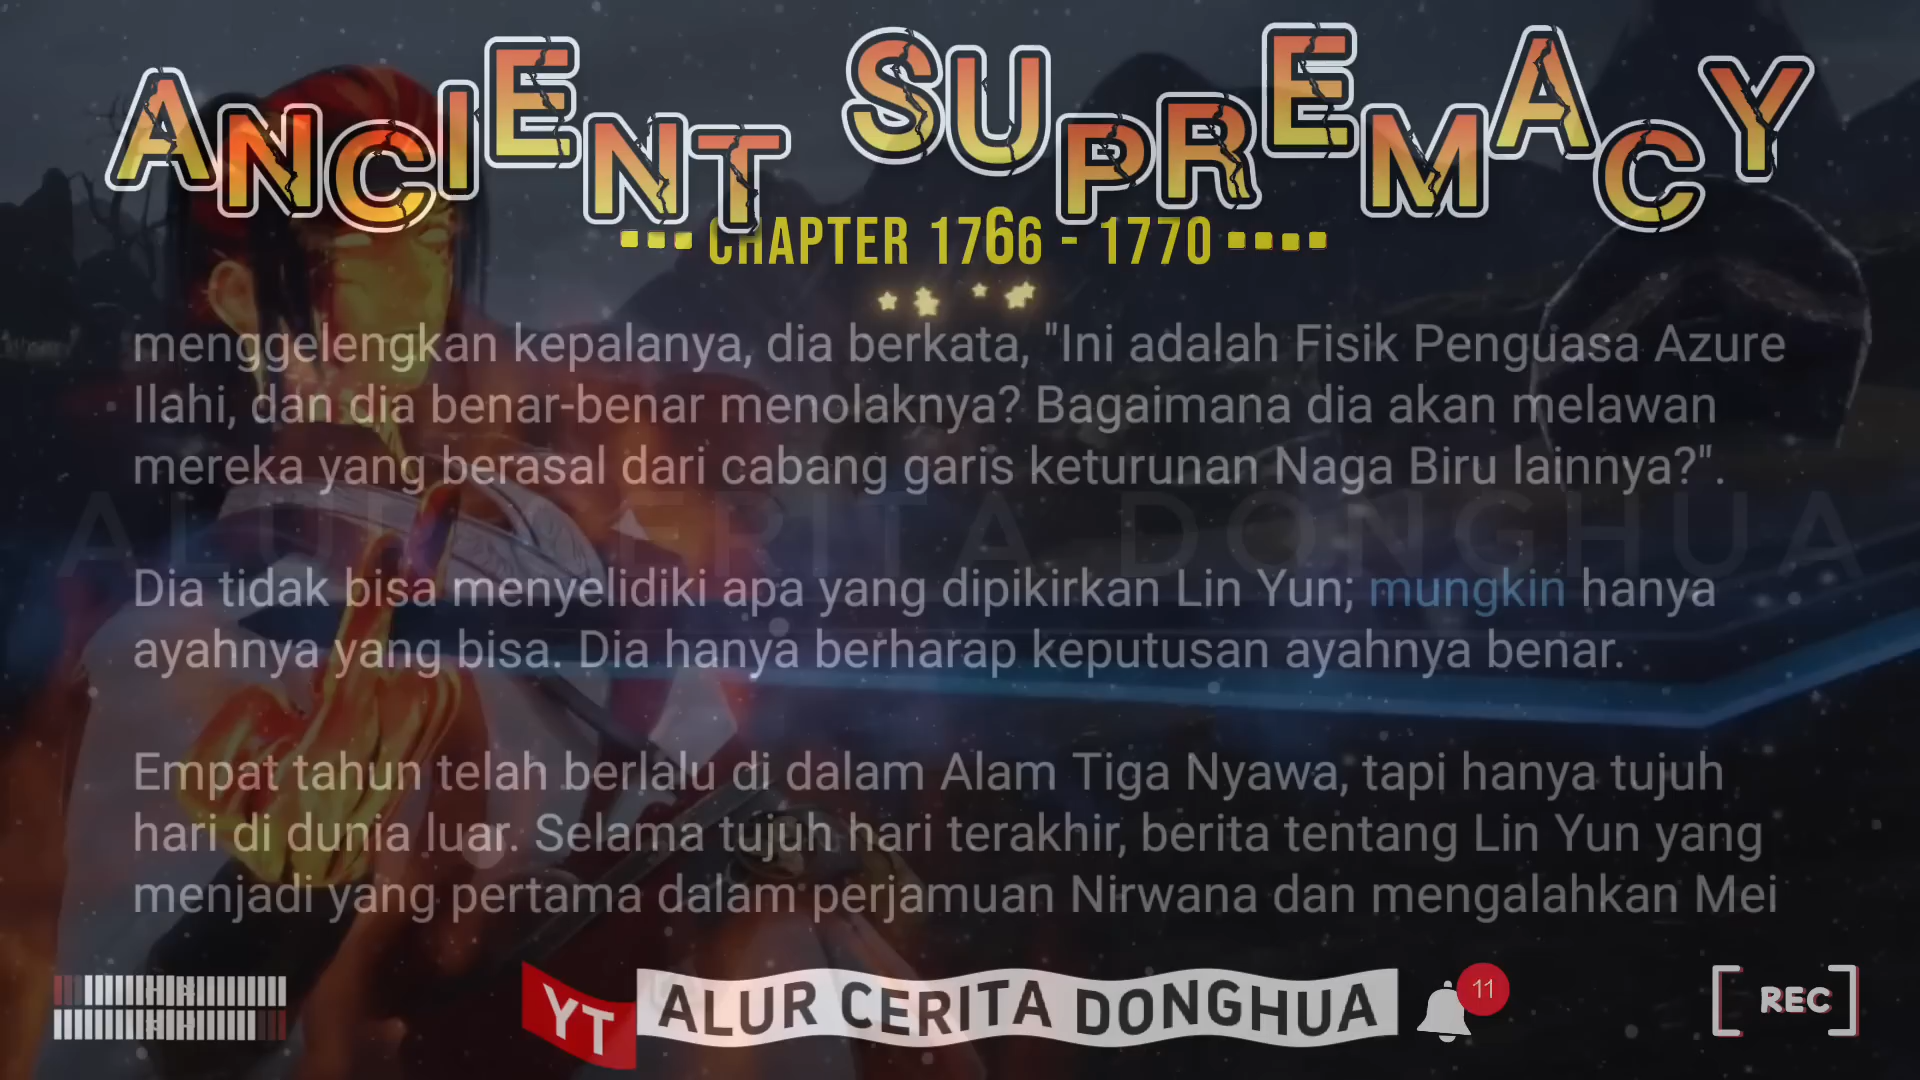 ANCIENT SUPREMACY
CHAPTER 1766 - 1770
menggelengkan kepalanya, dia berkata, "Ini adalah Fisik Penguasa Azure
Ilahi, dan dia benar-benar menolaknya? Bagaimana dia akan melawan
mereka yang berasal dari cabang garis keturunan Naga Biru lainnya?".
ALUR CERITA DONGHUA
Dia tidak bisa menyelidiki apa yang dipikirkan Lin Yun; mungkin hanya
ayahnya yang bisa. Dia hanya berharap keputusan ayahnya benar.
Empat tahun telah berlalu di dalam Alam Tiga Nyawa, tapi hanya tujuh
hari di dunia luar. Selama tujuh hari terakhir, berita tentang Lin Yun yang
menjadi yang pertama dalam perjamuan Nirwana dan mengalahkan Mei
YT ALUR CERITA DONGHUA 11
REC